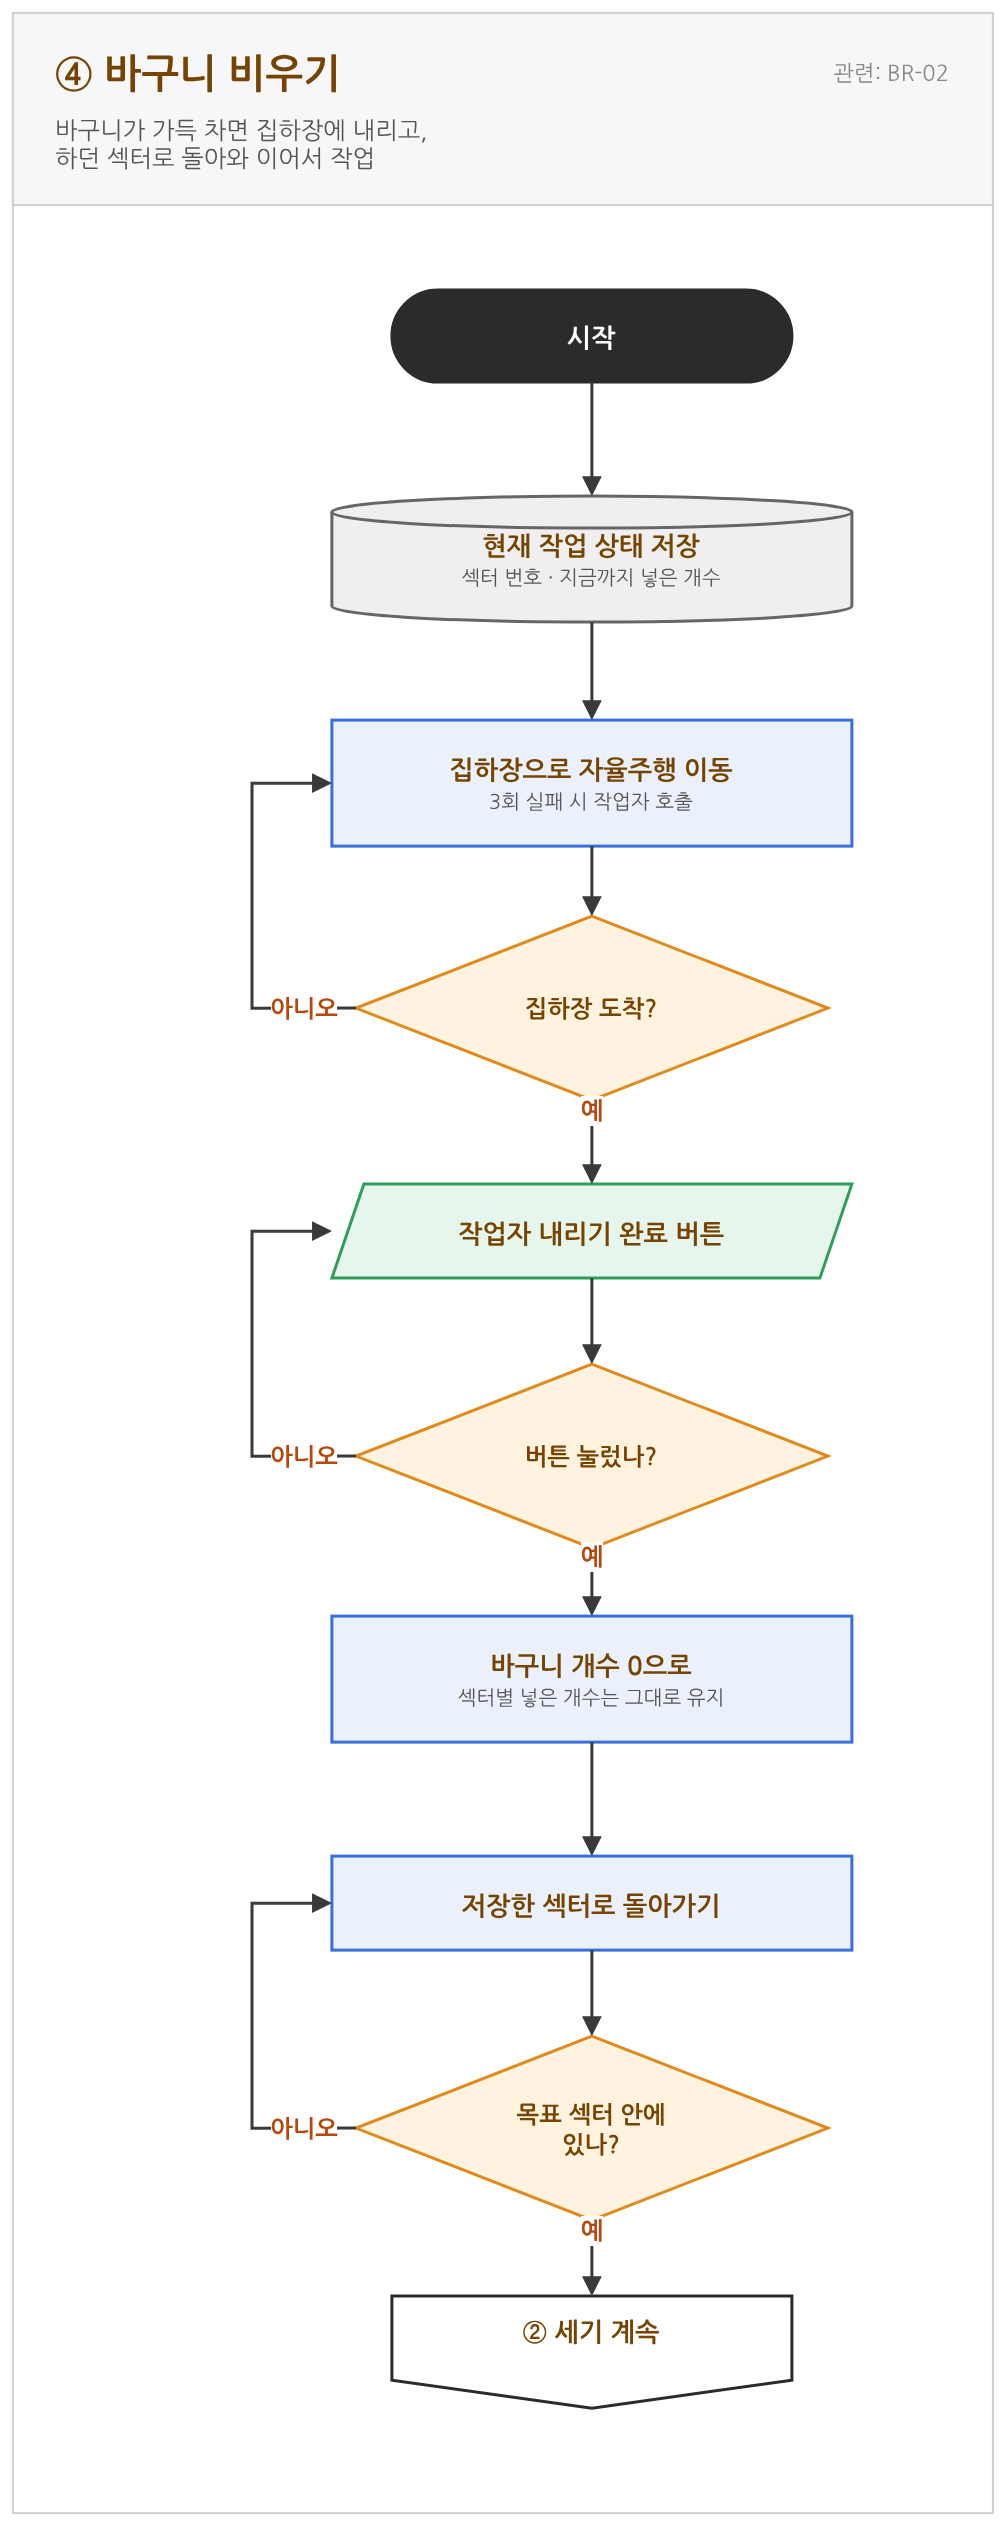 ④ 바구니 비우기
관련: BR-02
바구니가 가득 차면 집하장에 내리고,
하던 섹터로 돌아와 이어서 작업
시작
현재 작업 상태 저장
섹터 번호 · 지금까지 넣은 개수
집하장으로 자율주행 이동
3회 실패 시 작업자 호출
집하장 도착?
아니오
예
작업자 내리기 완료 버튼
버튼 눌렀나?
아니오
예
바구니 개수 0으로
섹터별 넣은 개수는 그대로 유지
저장한 섹터로 돌아가기
목표 섹터 안에
있나?
아니오
예
② 세기 계속